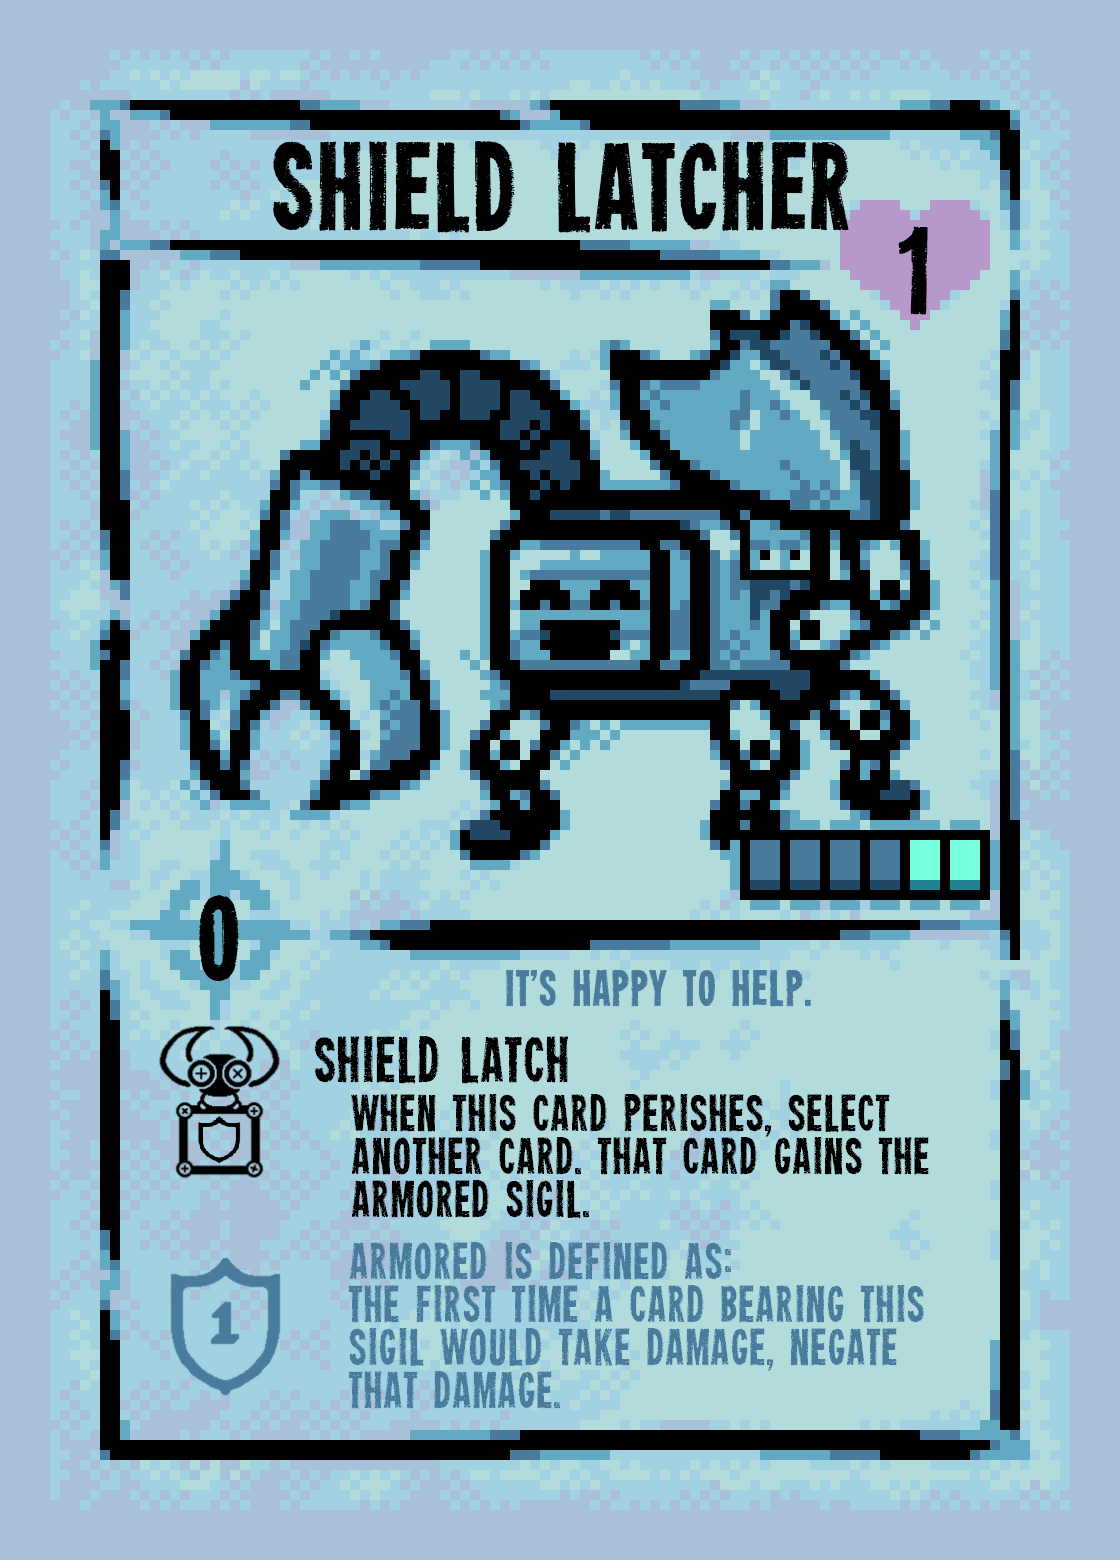 SHIELD LATCHER
1
0
IT'S HAPPY TO HELP.
SHIELD LATCH
WHEN THIS CARD PERISHES, SELECT
ANOTHER CARD. THAT CARD GAINS THE
ARMORED SIGIL.
ARMORED IS DEFINED AS:
THE FIRST TIME A CARD BEARING THIS
SIGIL WOULD TAKE DAMAGE, NEGATE
THAT DAMAGE.
1